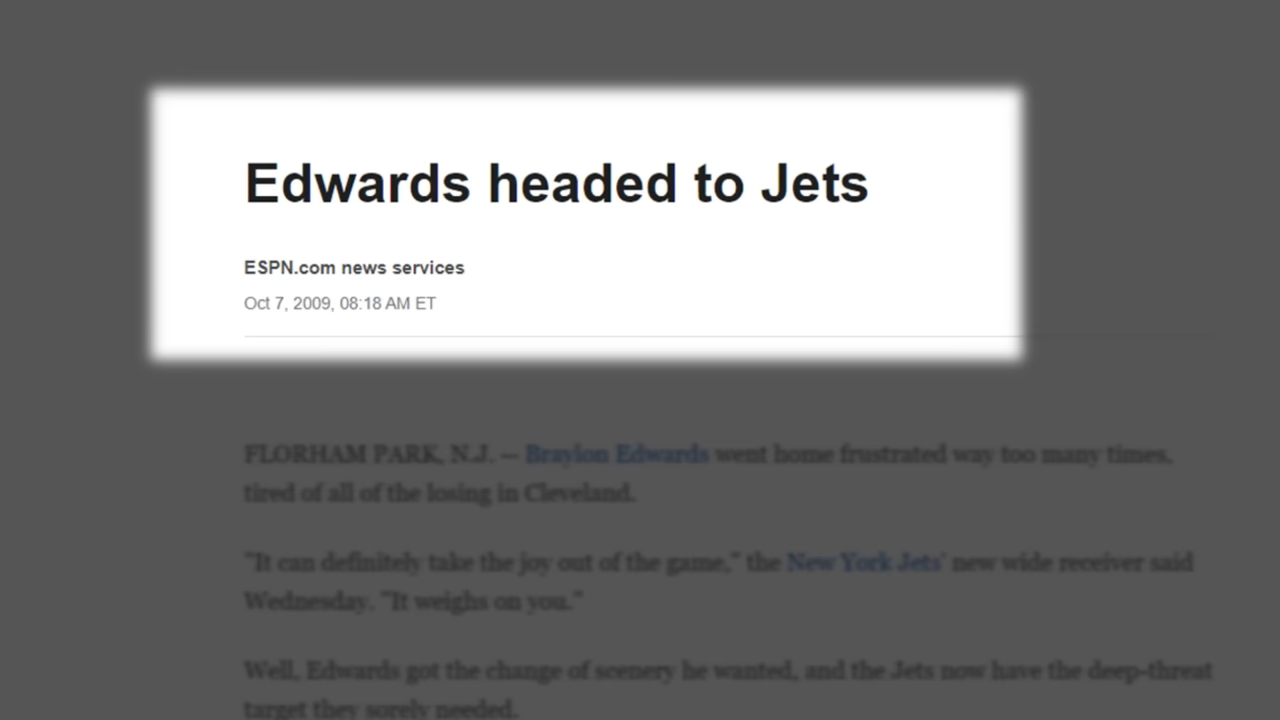 Edwards headed to Jets
ESPN.com news services
Oct 7, 2009, 08:18 AM ET
FLORHAM PARK, N.J. -- Braylon Edwards went home frustrated way too many times,
tired of all of the losing in Cleveland.
"It can definitely take the joy out of the game," the New York Jets' new wide receiver said
Wednesday. "It weighs on you."
Well, Edwards got the change of scenery he wanted, and the Jets now have the deep-threat
target they sorely needed.